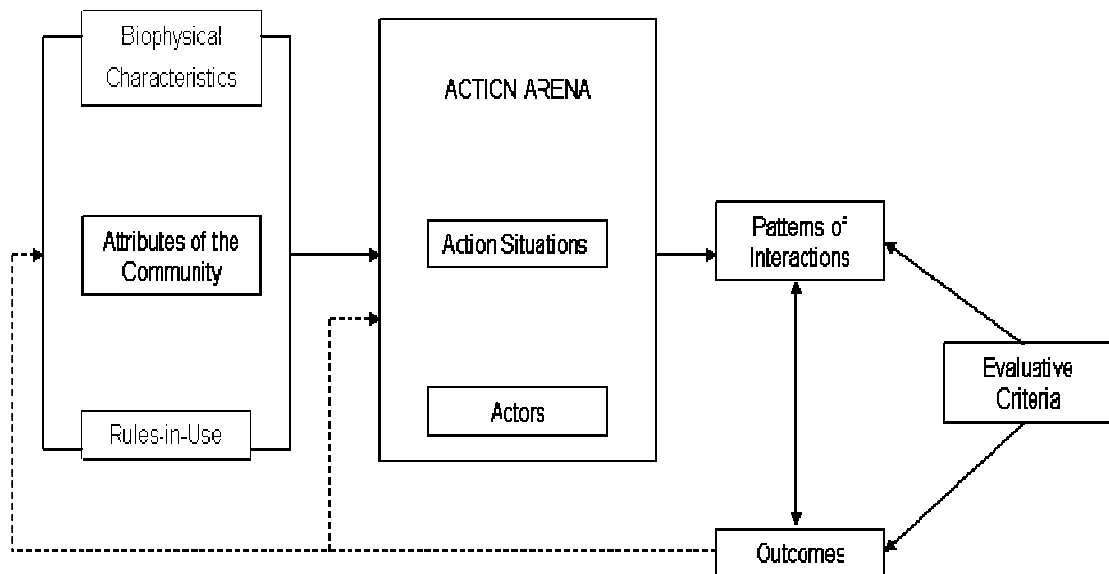 Biophysical
Characteristics
Attributes of the
Community
Rules-in-Use
ACTION ARENA
Action Situations
Actors
Patterns of
Interactions
Outcomes
Evaluative
Criteria